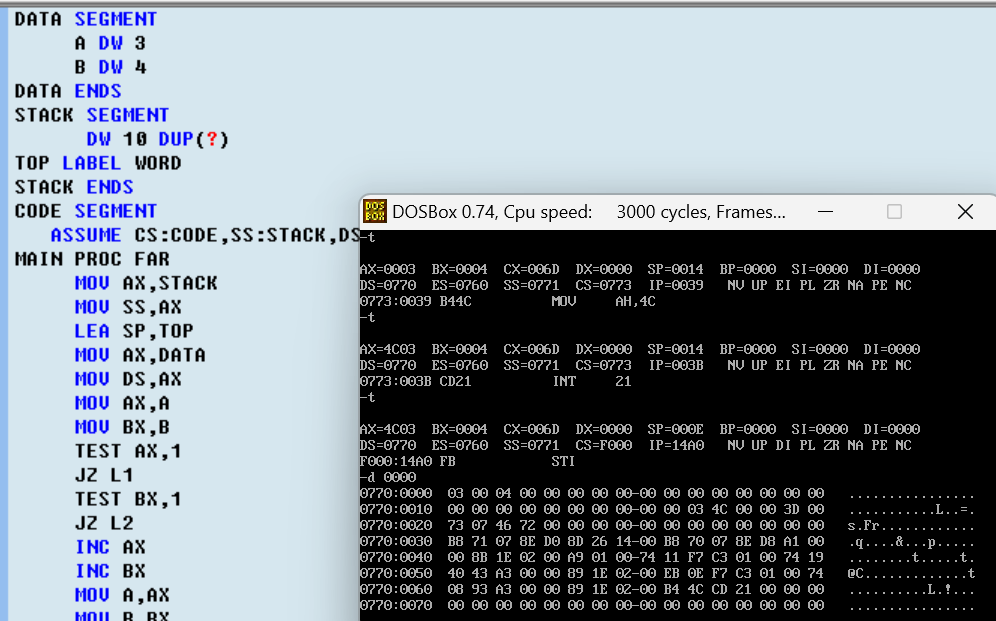 DATA SEGMENT
A DW 3
B DW 4
DATA ENDS
STACK SEGMENT
DW 10 DUP(?)
TOP LABEL WORD
STACK ENDS
CODE SEGMENT
ASSUME CS:CODE,SS:STACK,DS
MAIN PROC FAR
MOV AX,STACK
MOV SS,AX
LEA SP,TOP
MOV AX,DATA
MOV DS,AX
MOV AX,A
MOV BX,B
TEST AX,1
JZ L1
TEST BX,1
JZ L2
INC AX
INC BX
MOV A,AX
MOV B,BX
DOSBox 0.74, Cpu speed: 3000 cycles, Frames...
-t
AX=0003 BX=0004 CX=006D DX=0000 SP=0014 BP=0000 SI=0000 DI=0000
DS=0770 ES=0760 SS=0771 CS=0773 IP=0039 NV UP EI PL ZR NA PE NC
0773:0039 B44C MOV AH,4C
-t
AX=4C03 BX=0004 CX=006D DX=0000 SP=0014 BP=0000 SI=0000 DI=0000
DS=0770 ES=0760 SS=0771 CS=0773 IP=003B NV UP EI PL ZR NA PE NC
0773:003B CD21 INT 21
-t
AX=4C03 BX=0004 CX=006D DX=0000 SP=000E BP=0000 SI=0000 DI=0000
DS=0770 ES=0760 SS=0771 CS=F000 IP=14A0 NV UP DI PL ZR NA PE NC
F000:14A0 FB STI
-d 0000
0770:0000 03 00 04 00 00 00 00 00-00 00 00 00 00 00 00 00 ................
0770:0010 00 00 00 00 00 00 00 00-00 00 03 4C 00 00 3D 00 ...........L..=.
0770:0020 73 07 46 72 00 00 00 00-00 00 00 00 00 00 00 00 s.Fr............
0770:0030 B8 71 07 8E D0 8D 26 14-00 B8 70 07 8E D8 A1 00 .q....&...p.....
0770:0040 00 8B 1E 02 00 A9 01 00-74 11 F7 C3 01 00 74 19 ........t.....t.
0770:0050 40 43 A3 00 00 89 1E 02-00 EB 0E F7 C3 01 00 74 @C.............t
0770:0060 08 93 A3 00 00 89 1E 02-00 B4 4C CD 21 00 00 00 ..........L.!...
0770:0070 00 00 00 00 00 00 00 00-00 00 00 00 00 00 00 00 ................